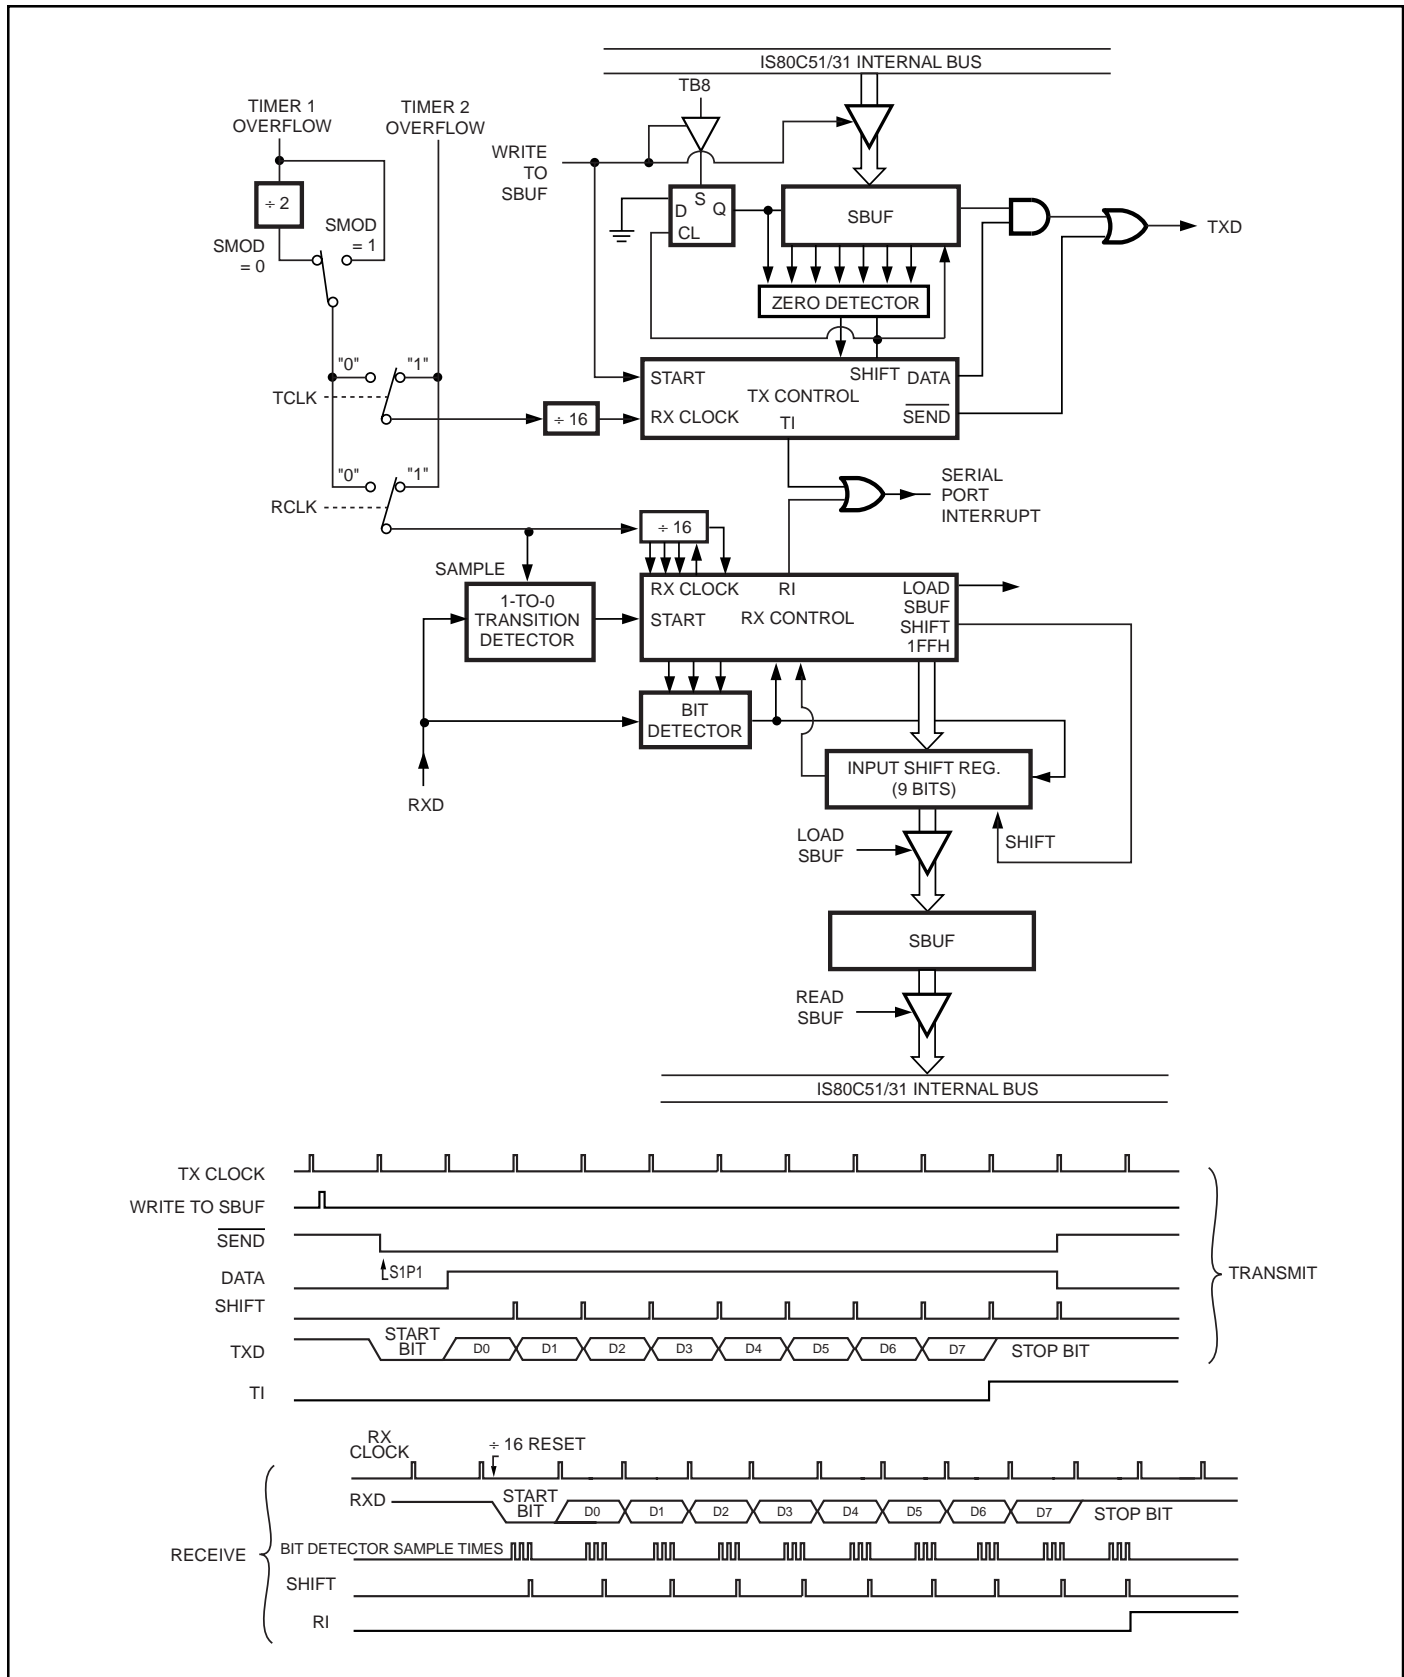 IS80C51/31 INTERNAL BUS
TB8
TIMER 1
OVERFLOW
TIMER 2
OVERFLOW
WRITE
TO
SBUF
÷ 2
SMOD
= 1
SMOD
= 0
S
D
Q
CL
SBUF
TXD
ZERO DETECTOR
"0"
"1"
TCLK
÷ 16
START
SHIFT
DATA
TX CONTROL
RX CLOCK
TI
SEND
"0"
"1"
RCLK
SERIAL
PORT
INTERRUPT
÷ 16
SAMPLE
1-TO-0
TRANSITION
DETECTOR
RX CLOCK
RI
LOAD
SBUF
START
RX CONTROL
SHIFT
1FFH
BIT
DETECTOR
RXD
INPUT SHIFT REG.
(9 BITS)
LOAD
SBUF
SHIFT
SBUF
READ
SBUF
IS80C51/31 INTERNAL BUS
TX CLOCK
WRITE TO SBUF
SEND
S1P1
DATA
TRANSMIT
SHIFT
TXD
START
BIT
D0 D1 D2 D3 D4 D5 D6 D7
STOP BIT
TI
RX
CLOCK
÷ 16 RESET
RXD
START
BIT
D0 D1 D2 D3 D4 D5 D6 D7
STOP BIT
RECEIVE
BIT DETECTOR SAMPLE TIMES
SHIFT
RI